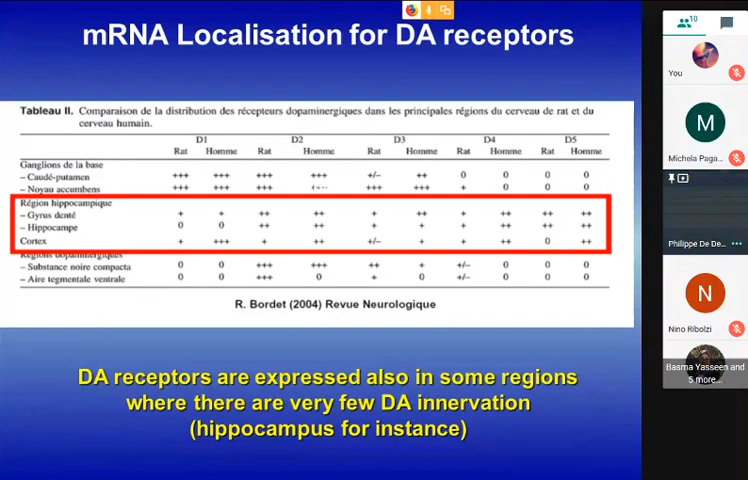 mRNA Localisation for DA receptors
Tableau II. Comparaison de la distribution des récepteurs dopaminergiques dans les principales régions du cerveau de rat et du
cerveau humain.
D1 D2 D3 D4 D5
Rat Homme Rat Homme Rat Homme Rat Homme Rat Homme
Ganglions de la base
– Caudé-putamen +++ +++ +++ +++ +/– ++ 0 0 0 0
– Noyau accumbens +++ +++ +++ +++ +++ + 0 0 0
Région hippocampique
– Gyrus denté + + ++ ++ + ++ + ++ ++ ++
– Hippocampe 0 0 ++ ++ + + + ++ ++ ++
Cortex + +++ + ++ +/– + + ++ 0 ++
Régions dopaminergiques
– Substance noire compacta 0 0 +++ +++ ++ + +/– 0 0 0
– Aire tegmentale ventrale 0 0 +++ 0 + 0 +/– 0 0 0
R. Bordet (2004) Revue Neurologique
DA receptors are expressed also in some regions
where there are very few DA innervation
(hippocampus for instance)
10
You
M
Michela Paga...
Philippe De De...
N
Nino Ribolzi
Basma Yasseen and
5 more...